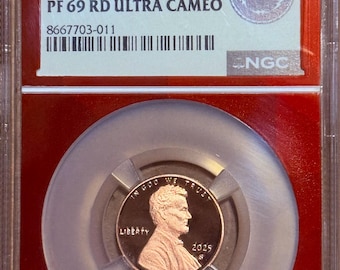 PF 69 RD ULTRA CAMEO
8667703-011
NGC
IN GOD WE TRUST
LIBERTY
2025
S